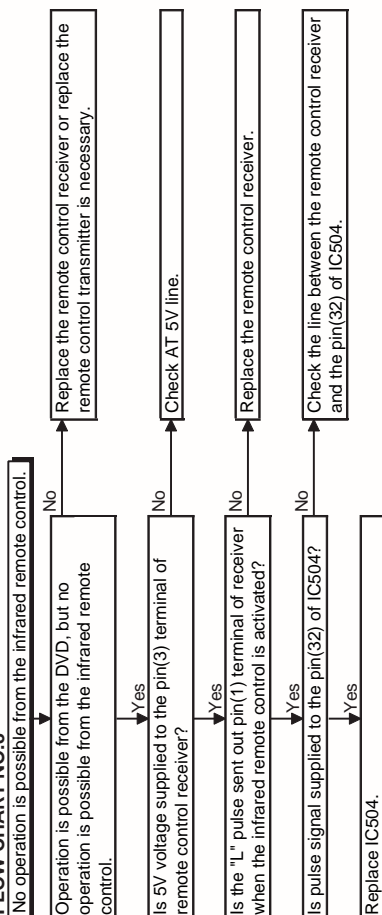 FLOW CHART
No operation is possible from the infrared remote control.
Operation is possible from the DVD, but no
operation is possible from the infrared remote
control.
No
Replace the remote control receiver or replace the
remote control transmitter is necessary.
Yes
Is 5V voltage supplied to the pin(3) terminal of
remote control receiver?
No
Check AT 5V line.
Yes
Is the "L" pulse sent out pin(1) terminal of receiver
when the infrared remote control is activated?
No
Replace the remote control receiver.
Yes
Is pulse signal supplied to the pin(32) of IC504?
No
Check the line between the remote control receiver
and the pin(32) of IC504.
Yes
Replace IC504.